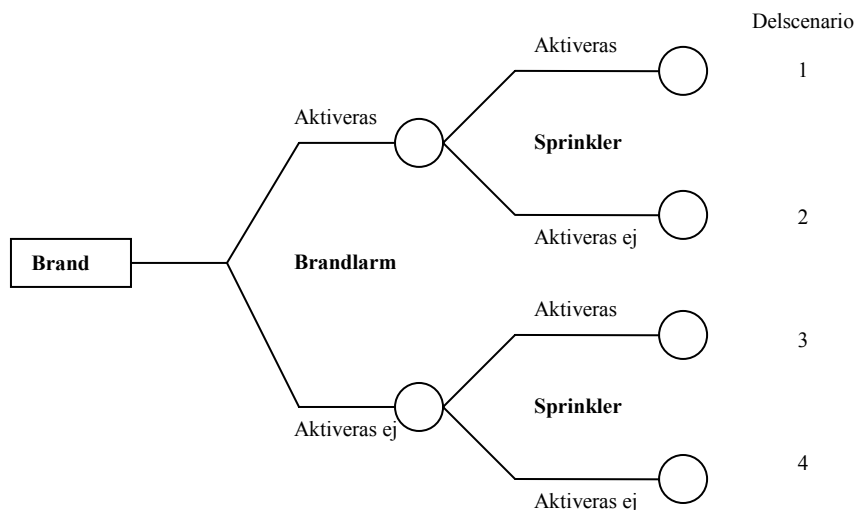 Delscenario
Aktiveras
1
Aktiveras
Sprinkler
2
Aktiveras ej
Brand
Brandlarm
Aktiveras
3
Sprinkler
Aktiveras ej
4
Aktiveras ej